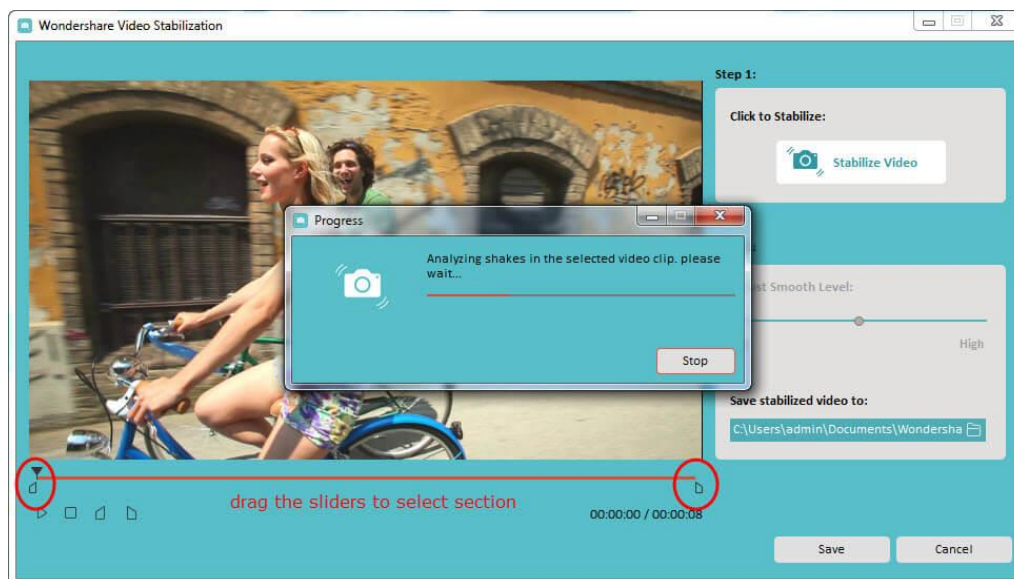 Wondershare Video Stabilization
Step 1:
Click to Stabilize:
Stabilize Video
Progress
Analyzing shakes in the selected video clip. please
wait...
Stop
Smooth Level:
High
Save stabilized video to:
C:\Users\admin\Documents\Wondersha
drag the sliders to select section
00:00:00 / 00:00:08
Save
Cancel